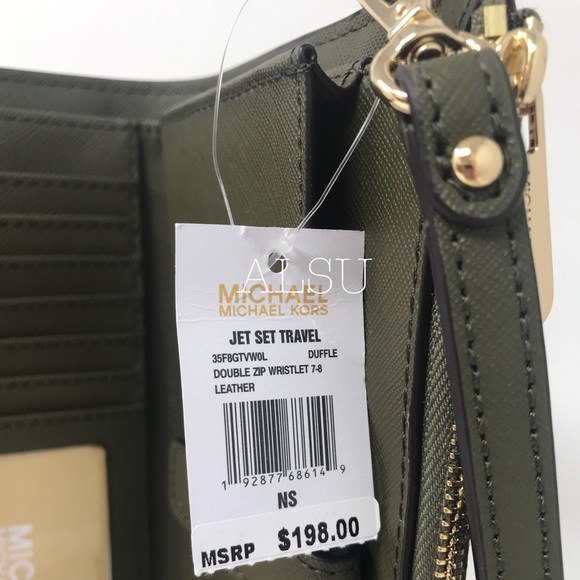 ALSU
MICHAEL
MICHAEL KORS
JET SET TRAVEL
35F8GTVW0L DUFFLE
DOUBLE ZIP WRISTLET 7-8
LEATHER
1 92877 68614 9
NS
MSRP $198.00